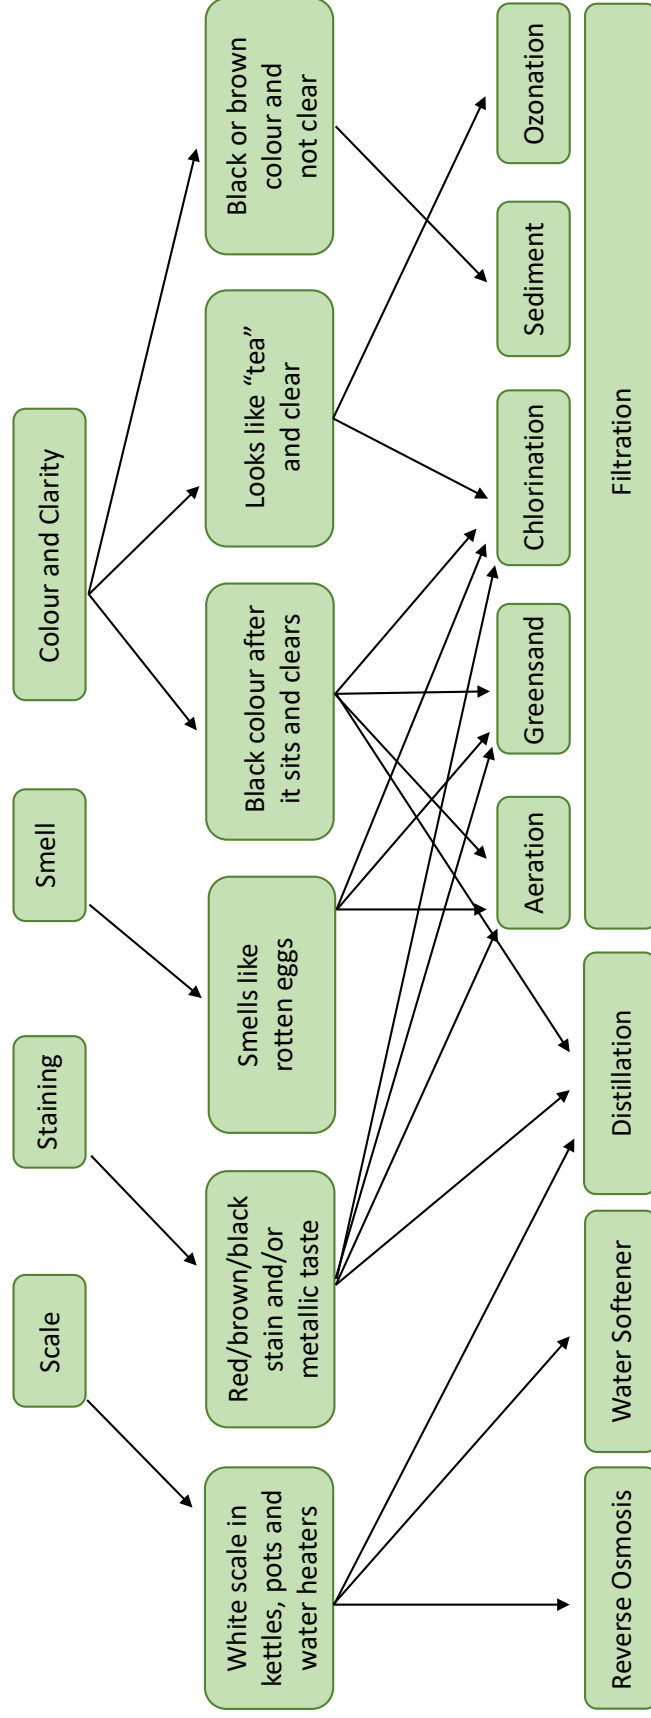 Scale
Staining
Smell
Colour and Clarity
White scale in
kettles, pots and
water heaters
Red/brown/black
stain and/or
metallic taste
Smells like
rotten eggs
Black colour after
it sits and clears
Looks like “tea”
and clear
Black or brown
colour and
not clear
Aeration
Greensand
Chlorination
Sediment
Ozonation
Reverse Osmosis
Water Softener
Distillation
Filtration